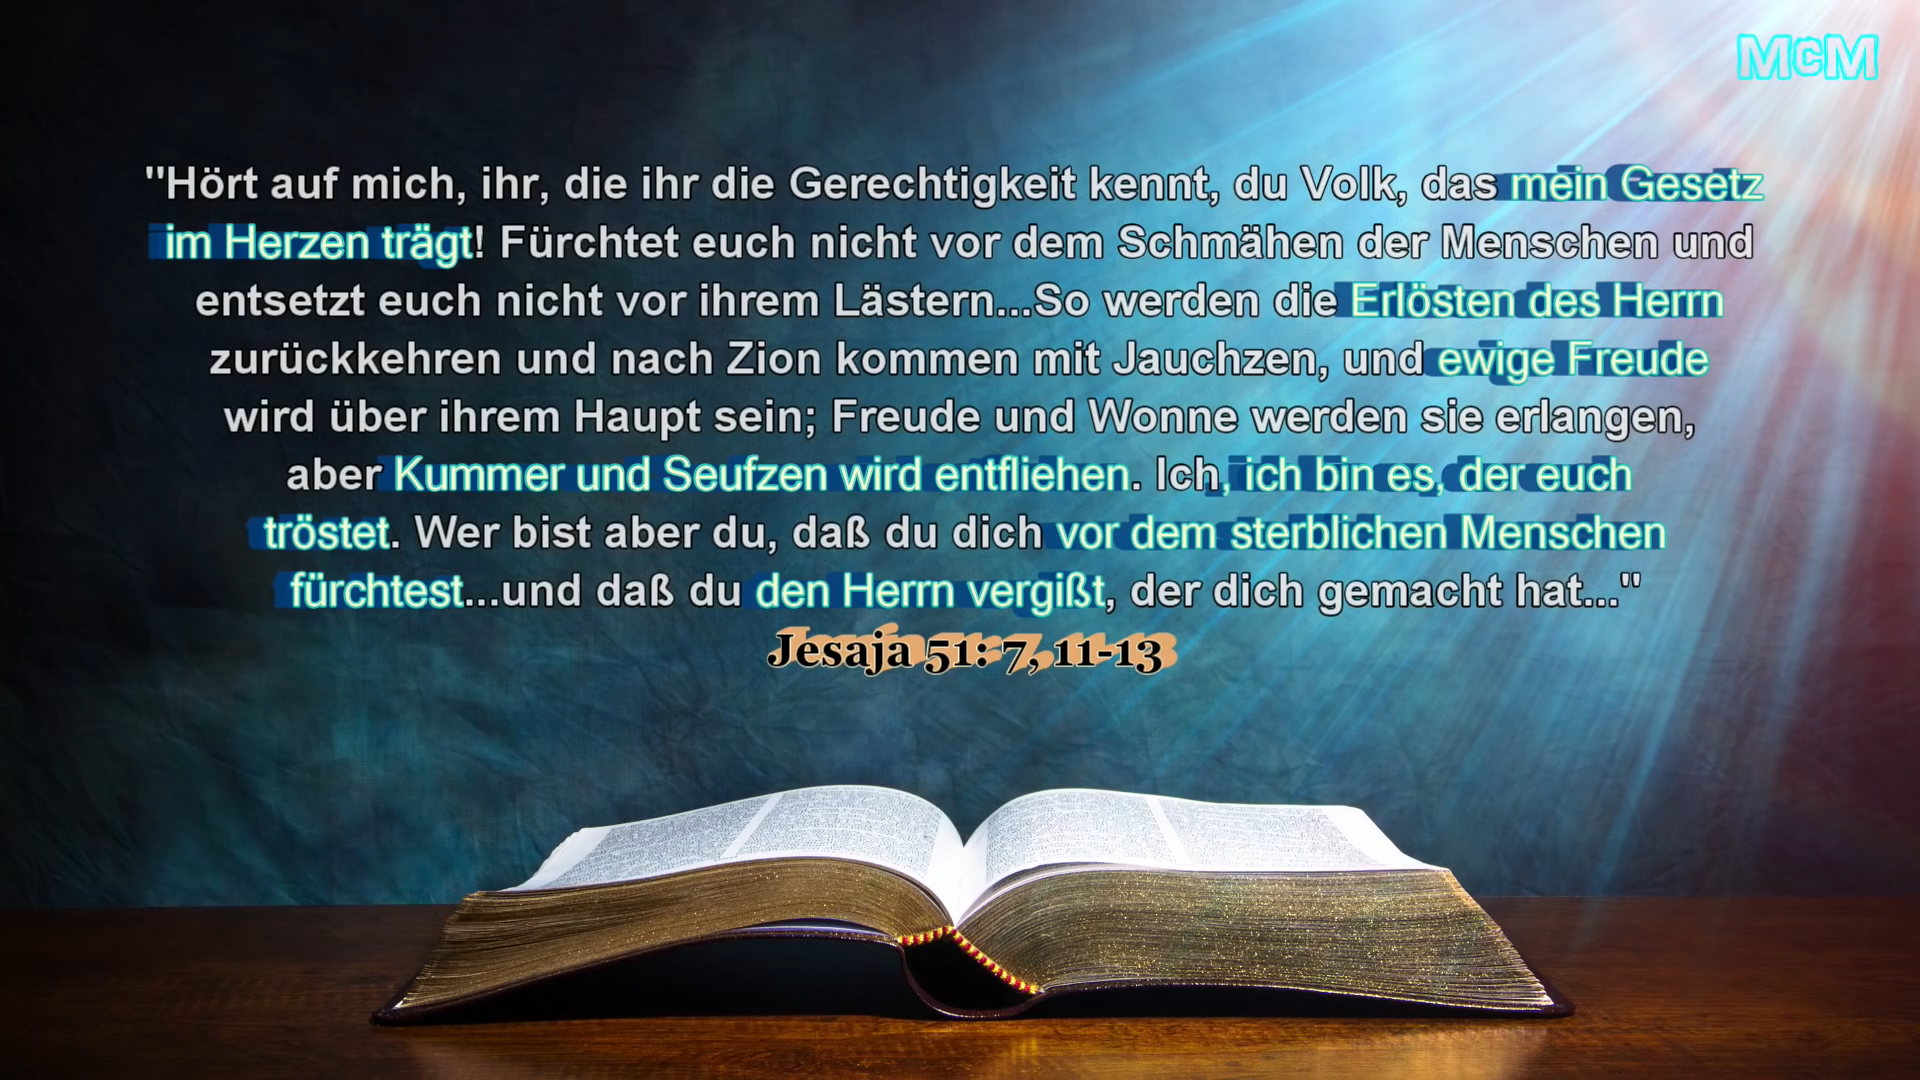 McM
"Hört auf mich, ihr, die ihr die Gerechtigkeit kennt, du Volk, das mein Gesetz
im Herzen trägt! Fürchtet euch nicht vor dem Schmähen der Menschen und
entsetzt euch nicht vor ihrem Lästern...So werden die Erlösten des Herrn
zurückkehren und nach Zion kommen mit Jauchzen, und ewige Freude
wird über ihrem Haupt sein; Freude und Wonne werden sie erlangen,
aber Kummer und Seufzen wird entfliehen. Ich, ich bin es, der euch
tröstet. Wer bist aber du, daß du dich vor dem sterblichen Menschen
fürchtest...und daß du den Herrn vergißt, der dich gemacht hat..."
Jesaja 51: 7, 11-13